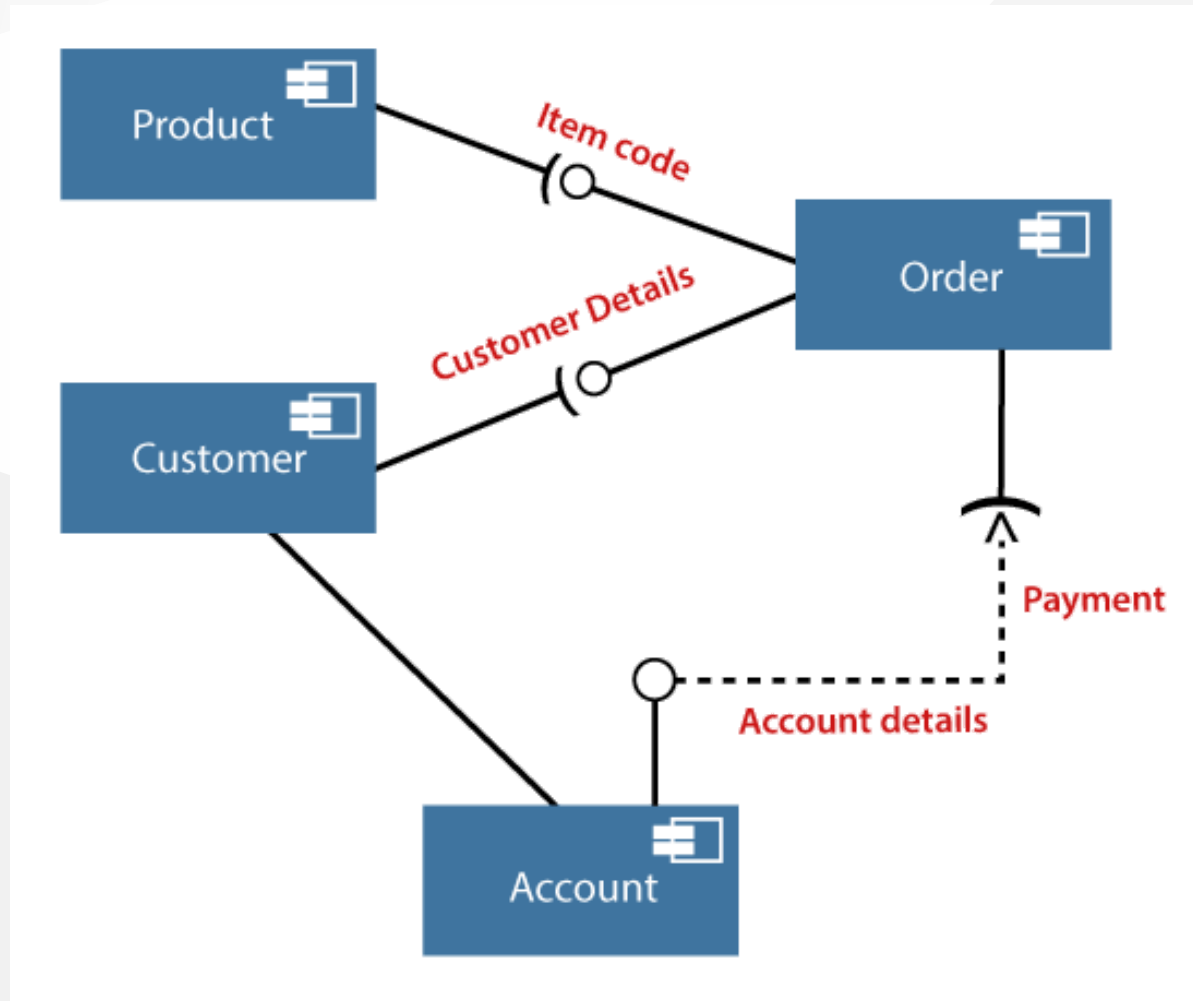 Product
Item code
Order
Customer Details
Customer
Payment
Account details
Account